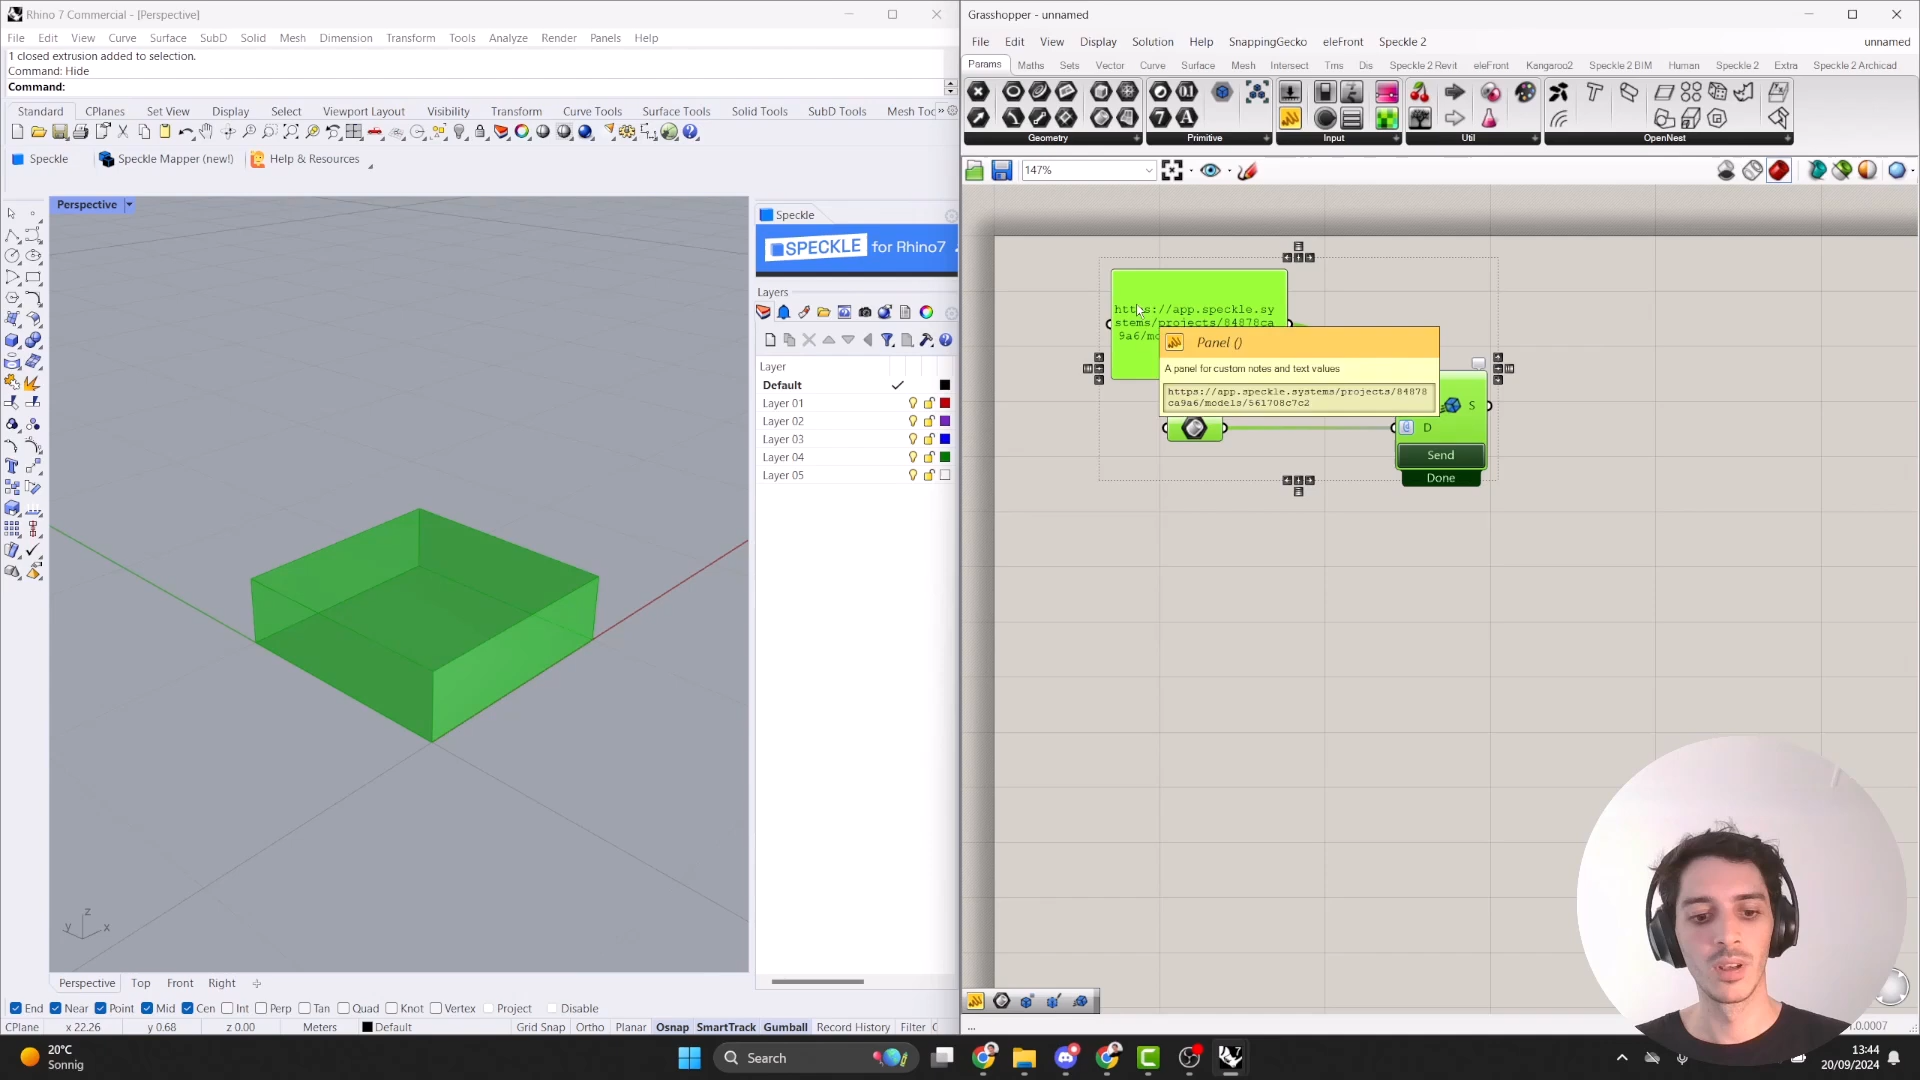 Rhino 7 Commercial - [Perspective]
File Edit View Curve Surface SubD Solid Mesh Dimension Transform Tools Analyze Render Panels Help
1 closed extrusion added to selection.
Command: Hide
Command:
Standard CPlanes Set View Display Select Viewport Layout Visibility Transform Curve Tools Surface Tools Solid Tools SubD Tools Mesh Toc »
Speckle Speckle Mapper (new!) Help & Resources
Perspective
Speckle
SPECKLE for Rhino7
Layers
Layer
Default
Layer 01
Layer 02
Layer 03
Layer 04
Layer 05
z
y x
Perspective Top Front Right
End Near Point Mid Cen Int Perp Tan Quad Knot Vertex Project Disable
CPlane x 22.26 y 0.68 z 0.00 Meters Default Grid Snap Ortho Planar Osnap SmartTrack Gumball Record History Filter C
Grasshopper - unnamed
File Edit View Display Solution Help SnappingGecko eleFront Speckle 2 unnamed
Params Maths Sets Vector Curve Surface Mesh Intersect Trns Dis Speckle 2 Revit eleFront Kangaroo2 Speckle 2 BIM Human Speckle 2 Extra Speckle 2 Archicad
Geometry Primitive Input Util OpenNest
147%
https://app.speckle.sy
stems/projects/84878ca
9a6/mo
Panel ()
A panel for custom notes and text values
https://app.speckle.systems/projects/84878
ca9a6/models/561708c7c2
S
D
Send
Done
...
1.0.0007
20°C
Sonnig
Search
13:44
20/09/2024